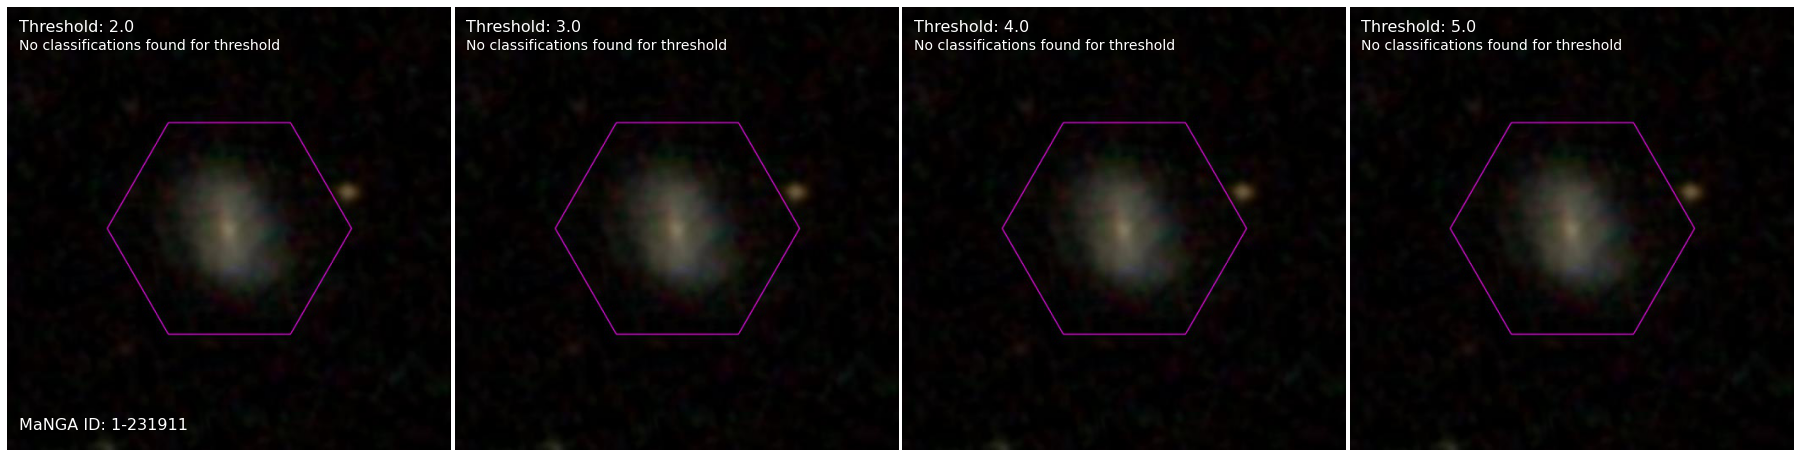 Threshold: 2.0
No classifications found for threshold
Threshold: 3.0
No classifications found for threshold
Threshold: 4.0
No classifications found for threshold
Threshold: 5.0
No classifications found for threshold
MaNGA ID: 1-231911